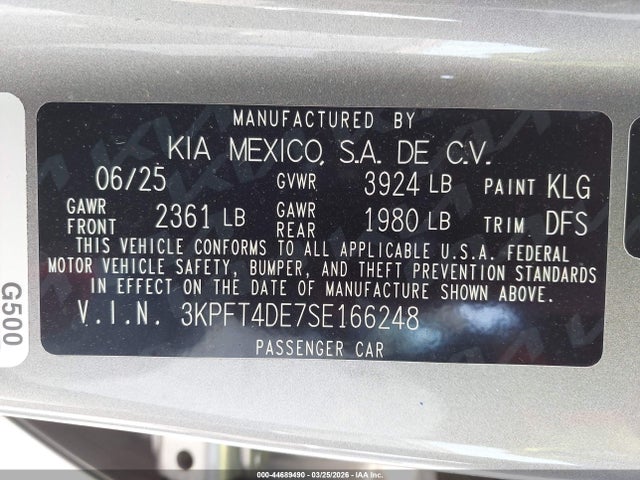 MANUFACTURED BY
KIA MEXICO, S.A. DE C.V.
06/25 GVWR 3924 LB PAINT KLG
GAWR FRONT 2361 LB GAWR REAR 1980 LB TRIM DFS
THIS VEHICLE CONFORMS TO ALL APPLICABLE U.S.A. FEDERAL
MOTOR VEHICLE SAFETY, BUMPER, AND THEFT PREVENTION STANDARDS
IN EFFECT ON THE DATE OF MANUFACTURE SHOWN ABOVE.
V.I.N. 3KPFT4DE7SE166248
PASSENGER CAR
G500
000-44689490 - 03/25/2026 - IAA Inc.